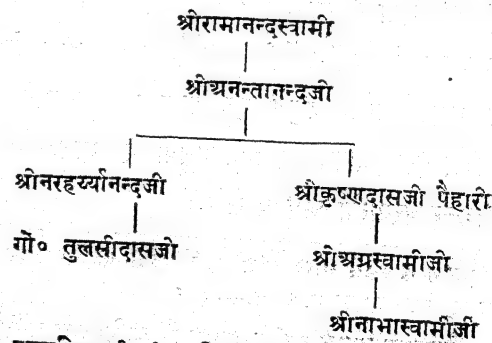 श्रीरामानन्दस्वामी
श्रीअनन्तानन्दजी
श्रीनरहर्य्यानन्दजी
श्रीकृष्णदासजी पैहारी
गो० तुलसीदासजी
श्रीअग्रस्वामीजी
श्रीनाभास्वामीजी